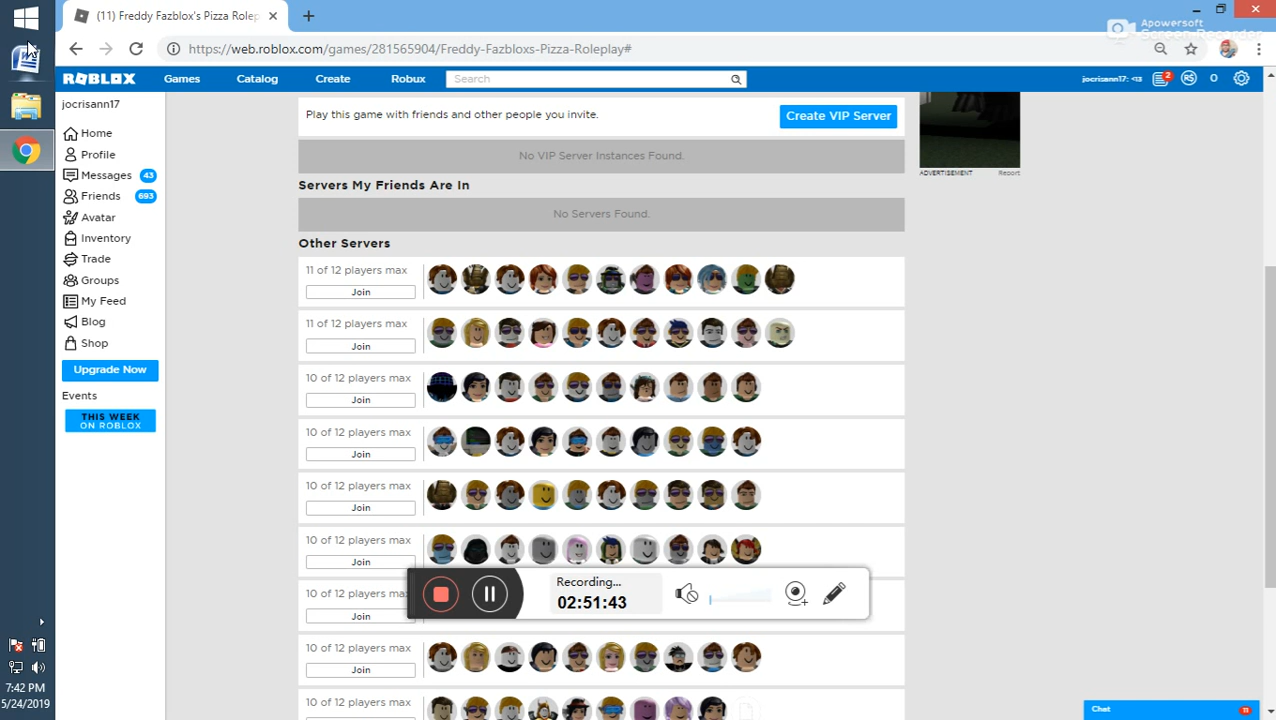 (11) Freddy Fazblox's Pizza Rolep
Apowersoft
Screen Recorder
https://web.roblox.com/games/281565904/Freddy-Fazbloxs-Pizza-Roleplay#
ROBLOX
Games
Catalog
Create
Robux
Search
jocrisann17: <13
2
0
jocrisann17
Home
Profile
Messages
43
Friends
693
Avatar
Inventory
Trade
Groups
My Feed
Blog
Shop
Upgrade Now
Events
THIS WEEK
ON ROBLOX
Play this game with friends and other people you invite.
Create VIP Server
No VIP Server Instances Found.
ADVERTISEMENT
Report
Servers My Friends Are In
No Servers Found.
Other Servers
11 of 12 players max
Join
11 of 12 players max
Join
10 of 12 players max
Join
10 of 12 players max
Join
10 of 12 players max
Join
10 of 12 players max
Join
10 of 12 players max
Join
10 of 12 players max
Join
10 of 12 players max
Recording...
02:51:43
7:42 PM
5/24/2019
Chat